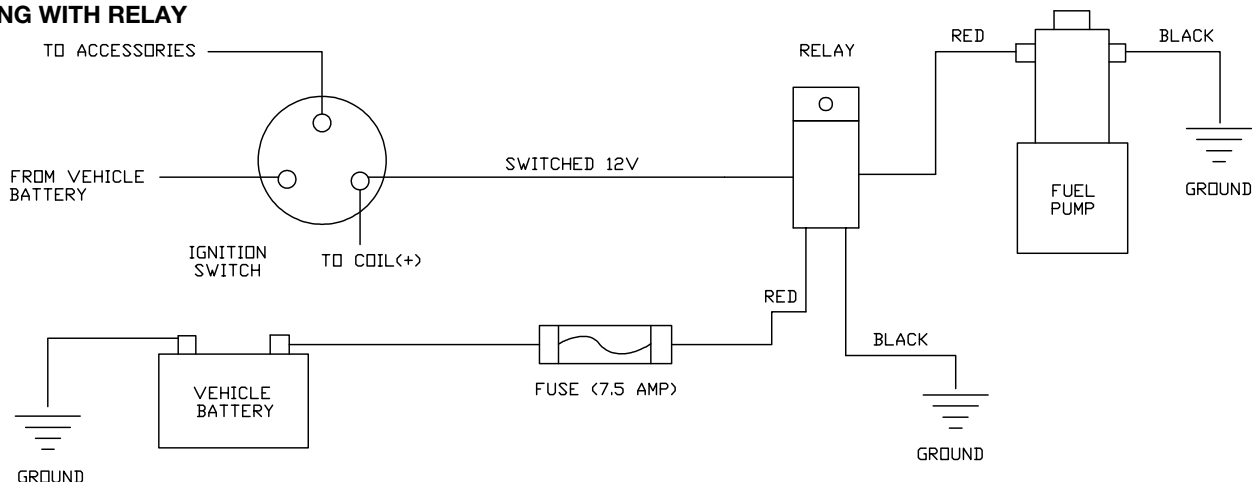 NG WITH RELAY
TO ACCESSORIES
RELAY
RED
BLACK
SWITCHED 12V
FROM VEHICLE
BATTERY
FUEL
PUMP
GROUND
IGNITION
SWITCH
TO COIL(+)
RED
BLACK
VEHICLE
BATTERY
FUSE (7.5 AMP)
GROUND
GROUND